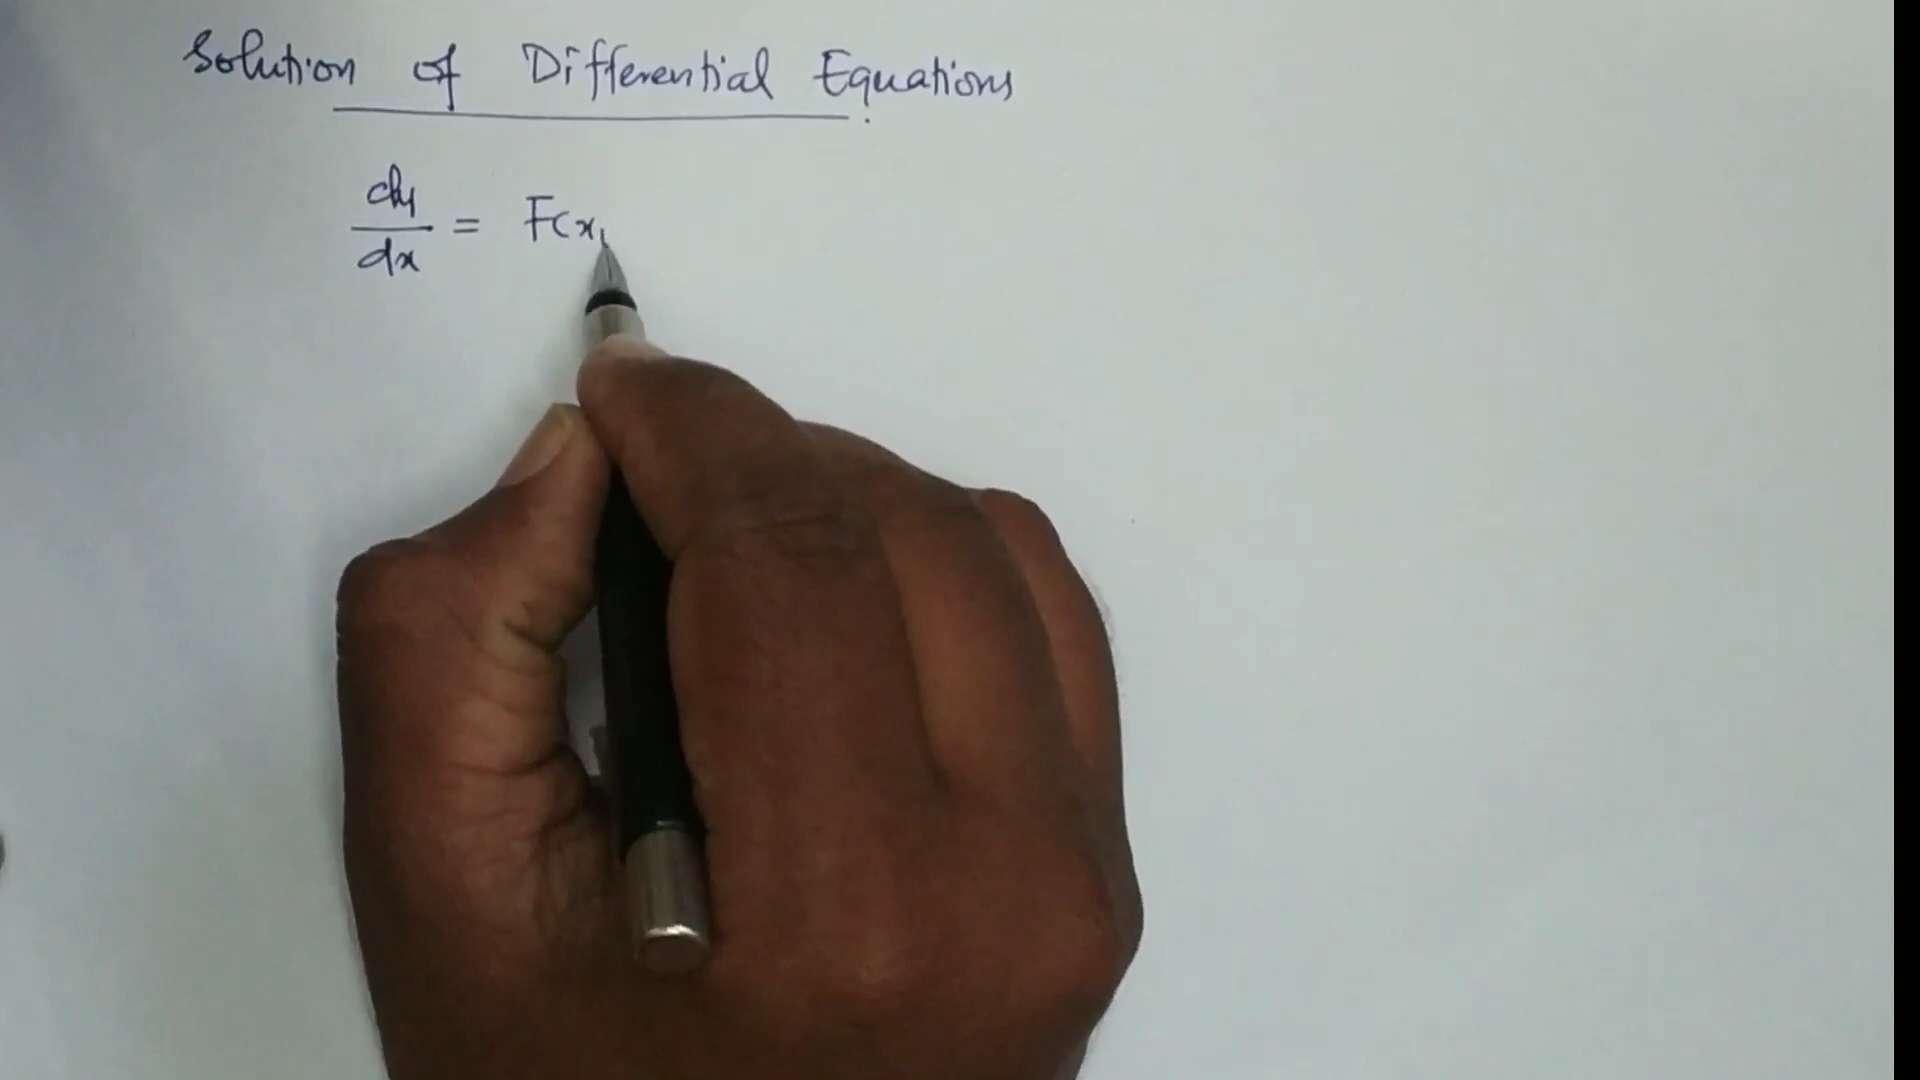 Solution of Differential Equations
dy/dx = F(x,